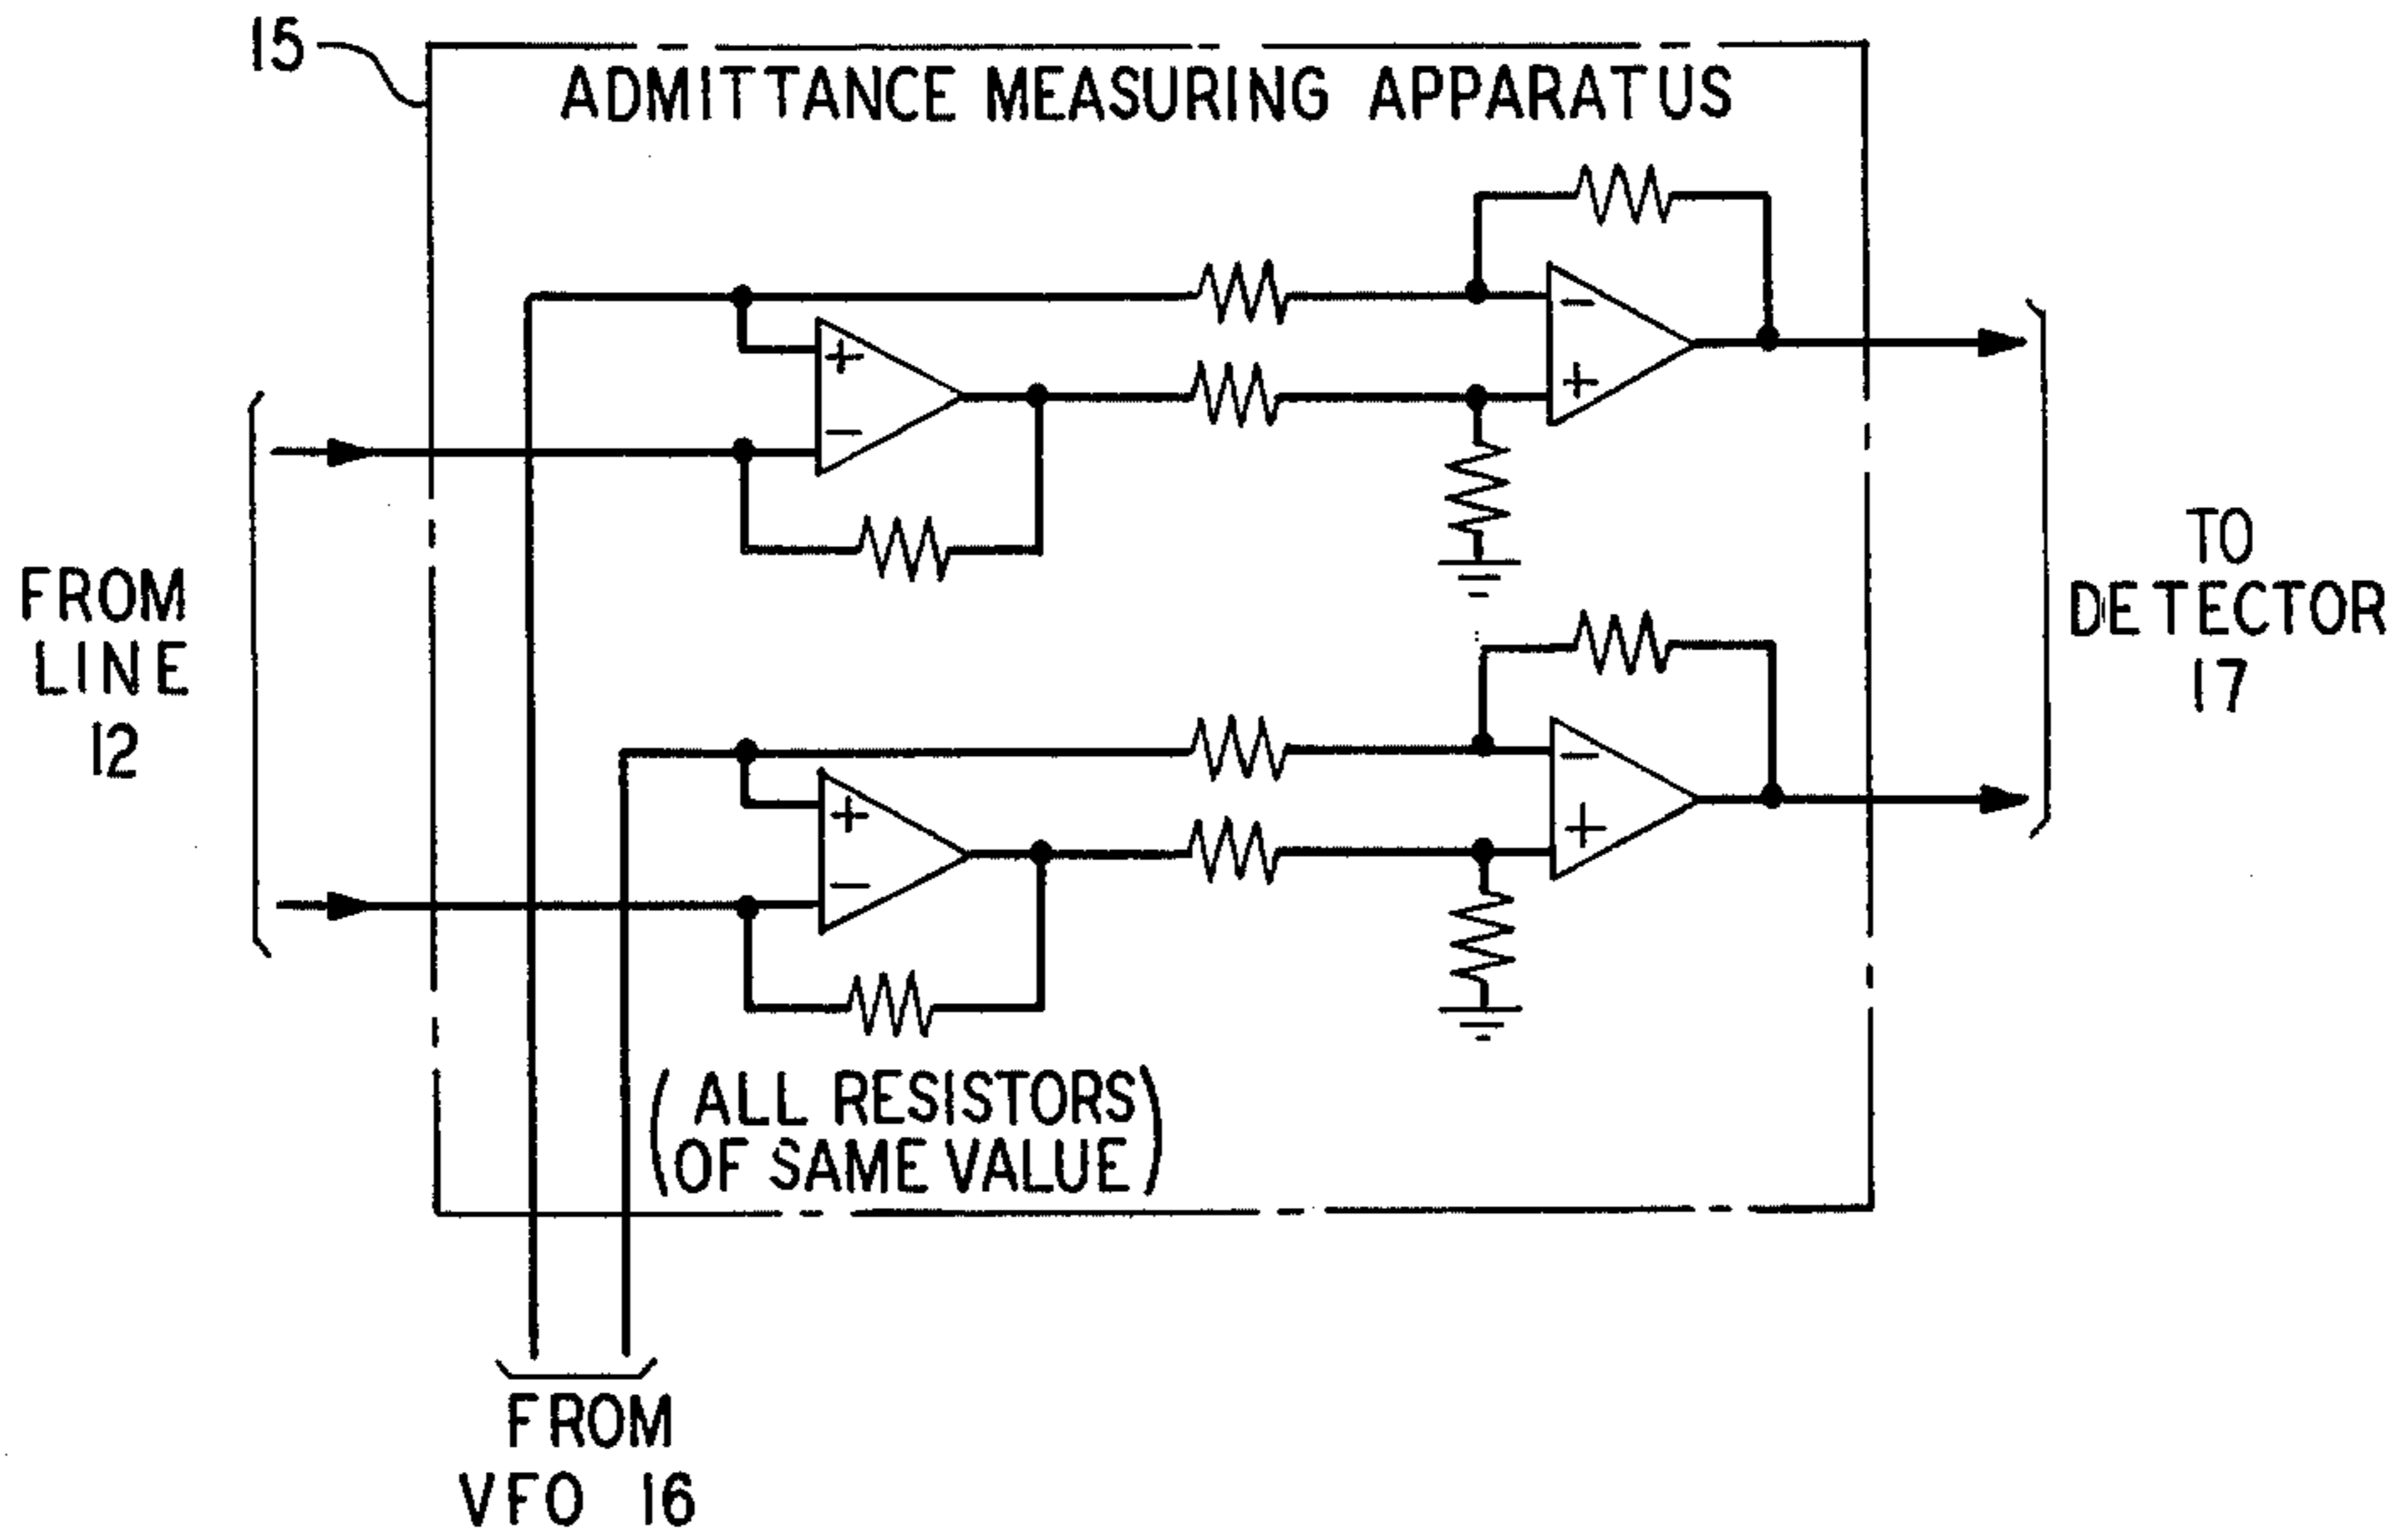 15
ADMITTANCE MEASURING APPARATUS
−
+
+
−
FROM
LINE
12
TO
DETECTOR
17
−
+
+
−
(ALL RESISTORS
OF SAME VALUE)
FROM
VFO 16